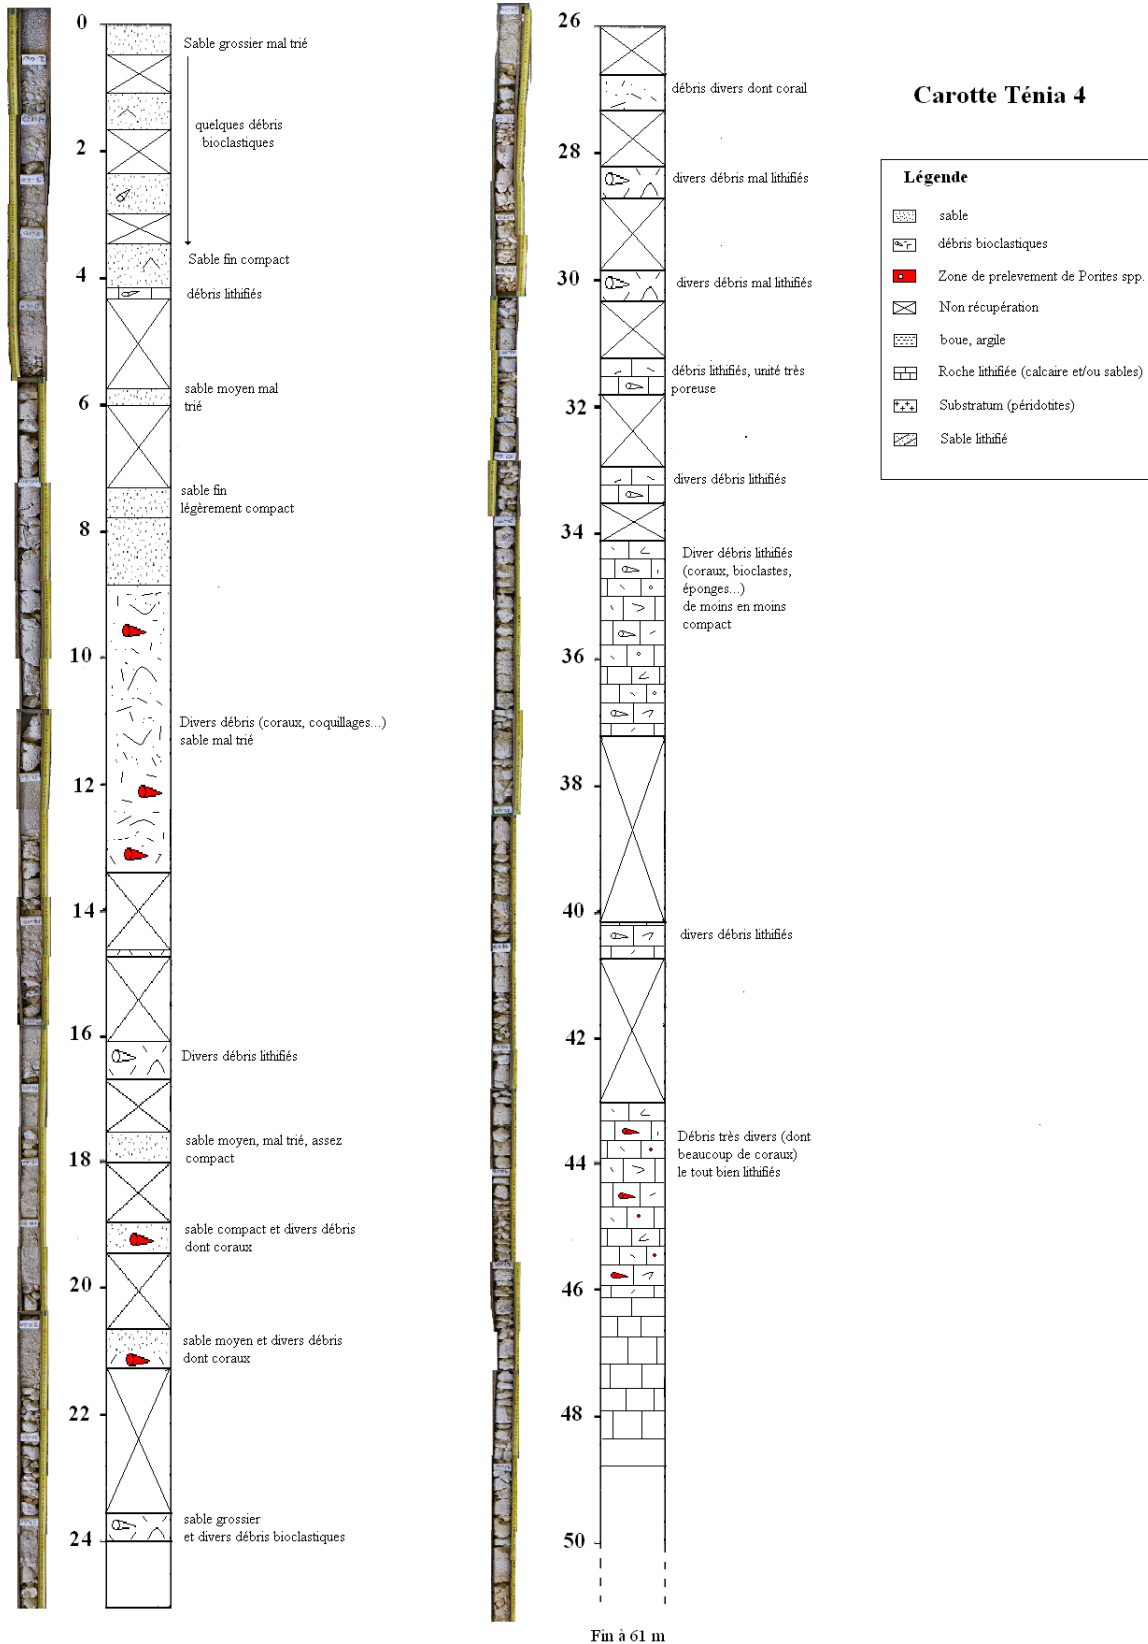 Carotte Ténia 4
0
Sable grossier mal trié
quelques débris
bioclastiques
2
Sable fin compact
4
débris lithifiés
sable moyen mal
trié
6
sable fin
légèrement compact
8
10
Divers débris (coraux, coquillages...)
sable mal trié
12
14
16
Divers débris lithifiés
sable moyen, mal trié, assez
compact
18
sable compact et divers débris
dont coraux
20
sable moyen et divers débris
dont coraux
22
sable grossier
et divers débris bioclastiques
24
26
débris divers dont corail
28
divers débris mal lithifiés
30
divers débris mal lithifiés
débris lithifiés, unité très
poreuse
32
divers débris lithifiés
34
Diver débris lithifiés
(coraux, bioclastes,
éponges...)
de moins en moins
compact
36
38
40
divers débris lithifiés
42
Débris très divers (dont
beaucoup de coraux)
le tout bien lithifiés
44
46
48
50
Fin à 61 m
Légende
sable
débris bioclastiques
Zone de prelevement de Porites spp.
Non récupération
boue, argile
Roche lithifiée (calcaire et/ou sables)
Substratum (péridotites)
Sable lithifié